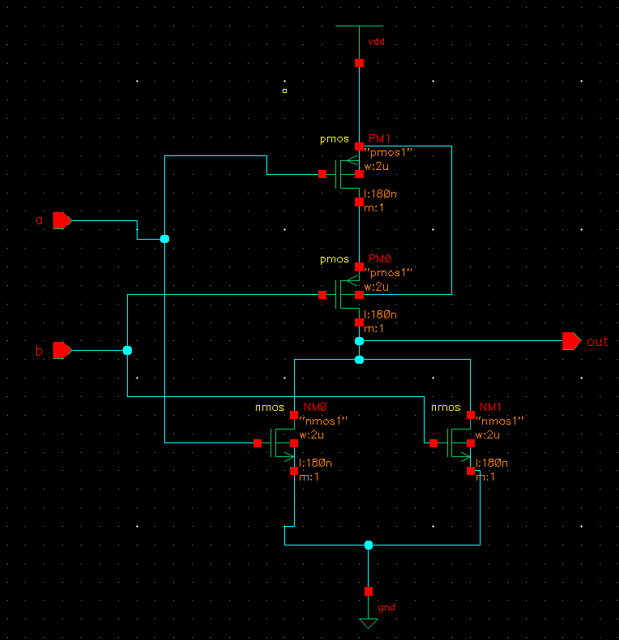 vdd
pmos PM1
"pmos1"
w:2u
l:180n
m:1
a
pmos PM0
"pmos1"
w:2u
l:180n
m:1
b
out
nmos NM0
"nmos1"
w:2u
l:180n
m:1
nmos NM1
"nmos1"
w:2u
l:180n
m:1
gnd